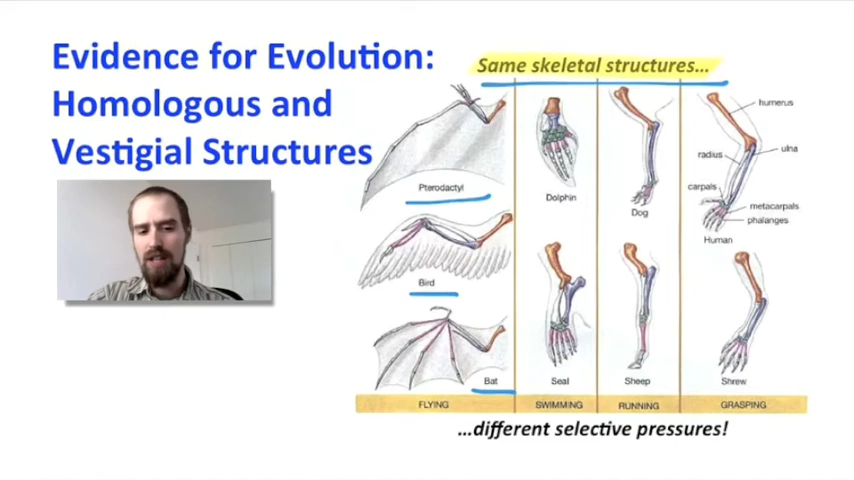 Evidence for Evolution:
Homologous and
Vestigial Structures
Same skeletal structures...
humerus
radius
ulna
carpals
metacarpals
phalanges
Pterodactyl
Dolphin
Dog
Human
Bird
Bat
Seal
Sheep
Shrew
FLYING
SWIMMING
RUNNING
GRASPING
...different selective pressures!